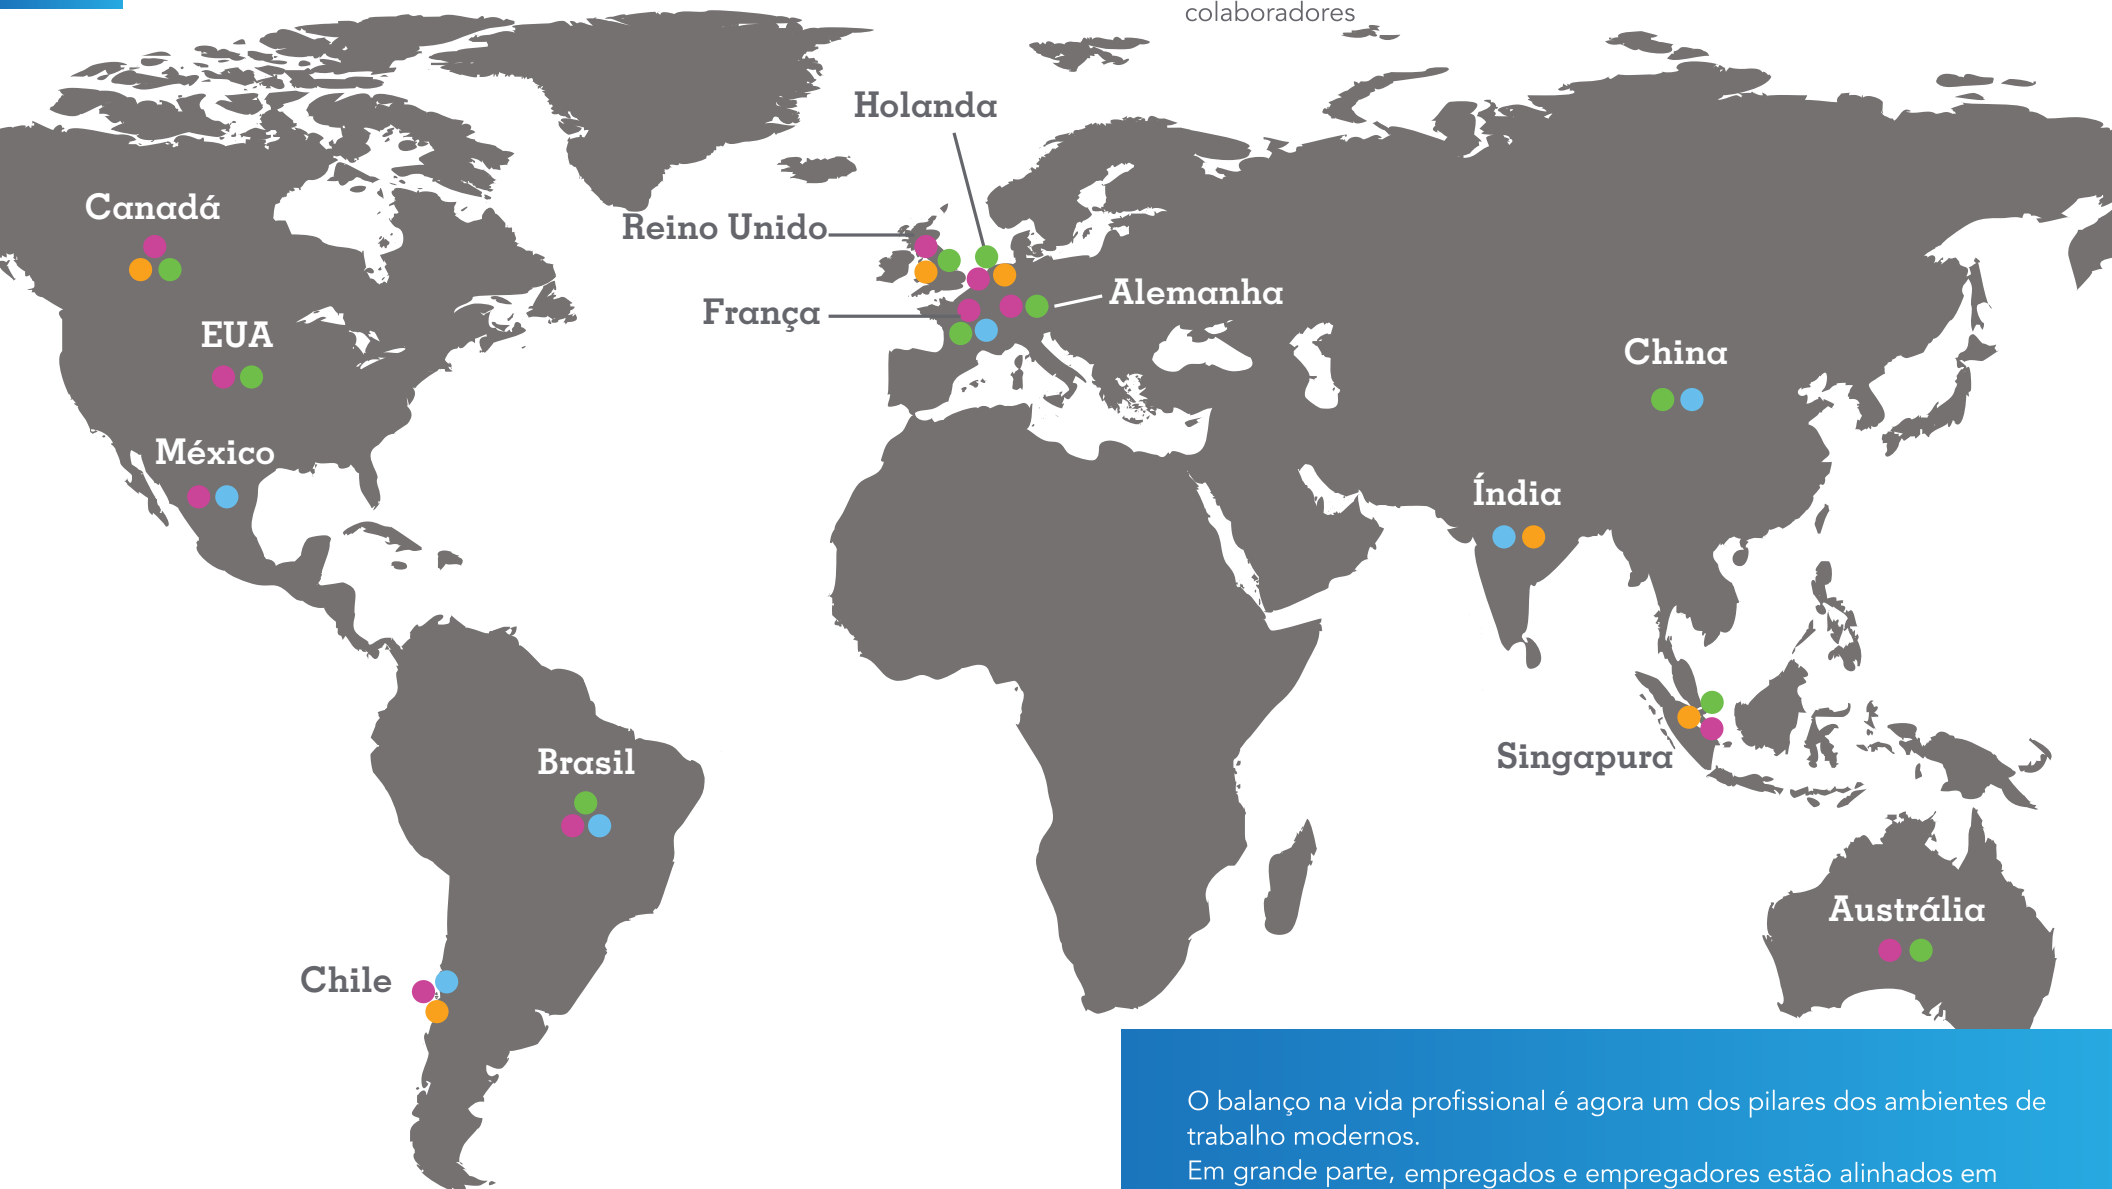 colaboradores
Holanda
Canadá
Reino Unido
Alemanha
França
EUA
China
México
Índia
Brasil
Singapura
Austrália
Chile
O balanço na vida profissional é agora um dos pilares dos ambientes de
trabalho modernos.
Em grande parte, empregados e empregadores estão alinhados em